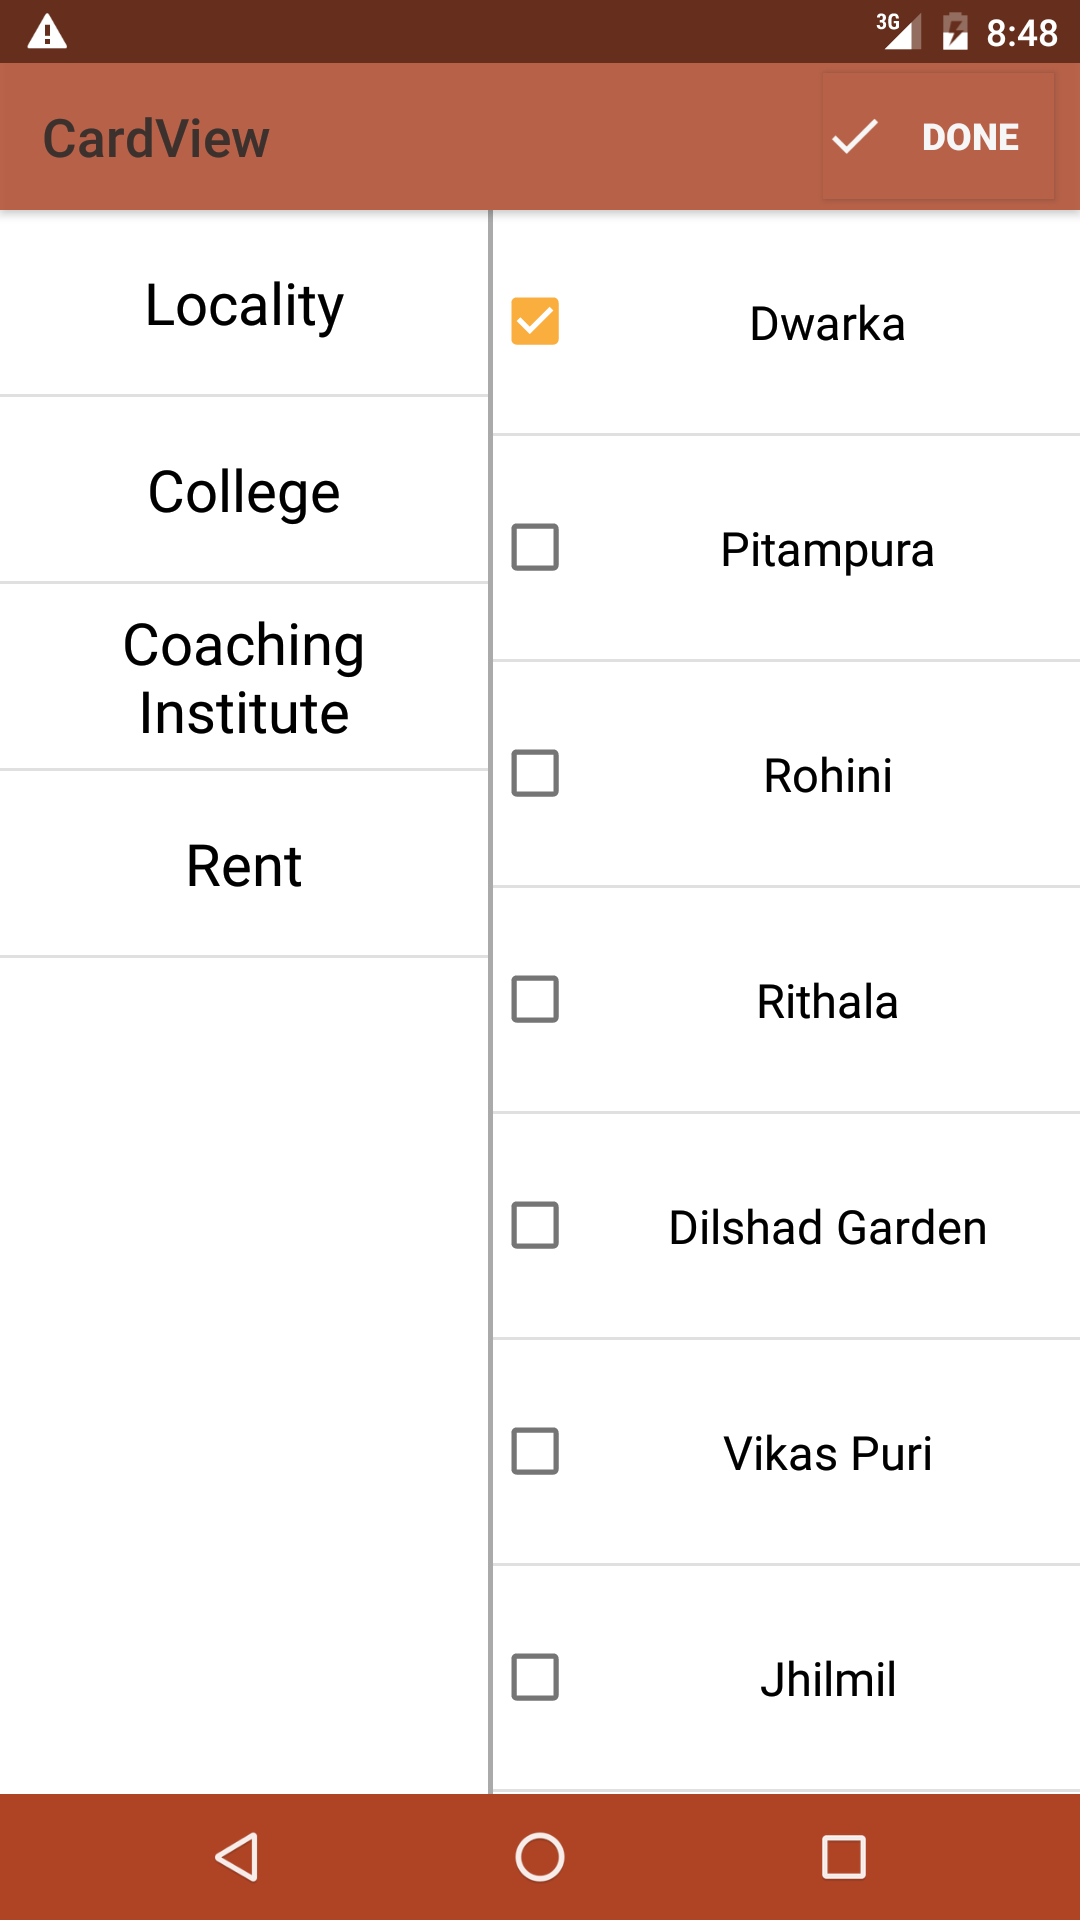 3G 8:48
CardView
DONE
Locality
College
Coaching
Institute
Rent
Dwarka
Pitampura
Rohini
Rithala
Dilshad Garden
Vikas Puri
Jhilmil